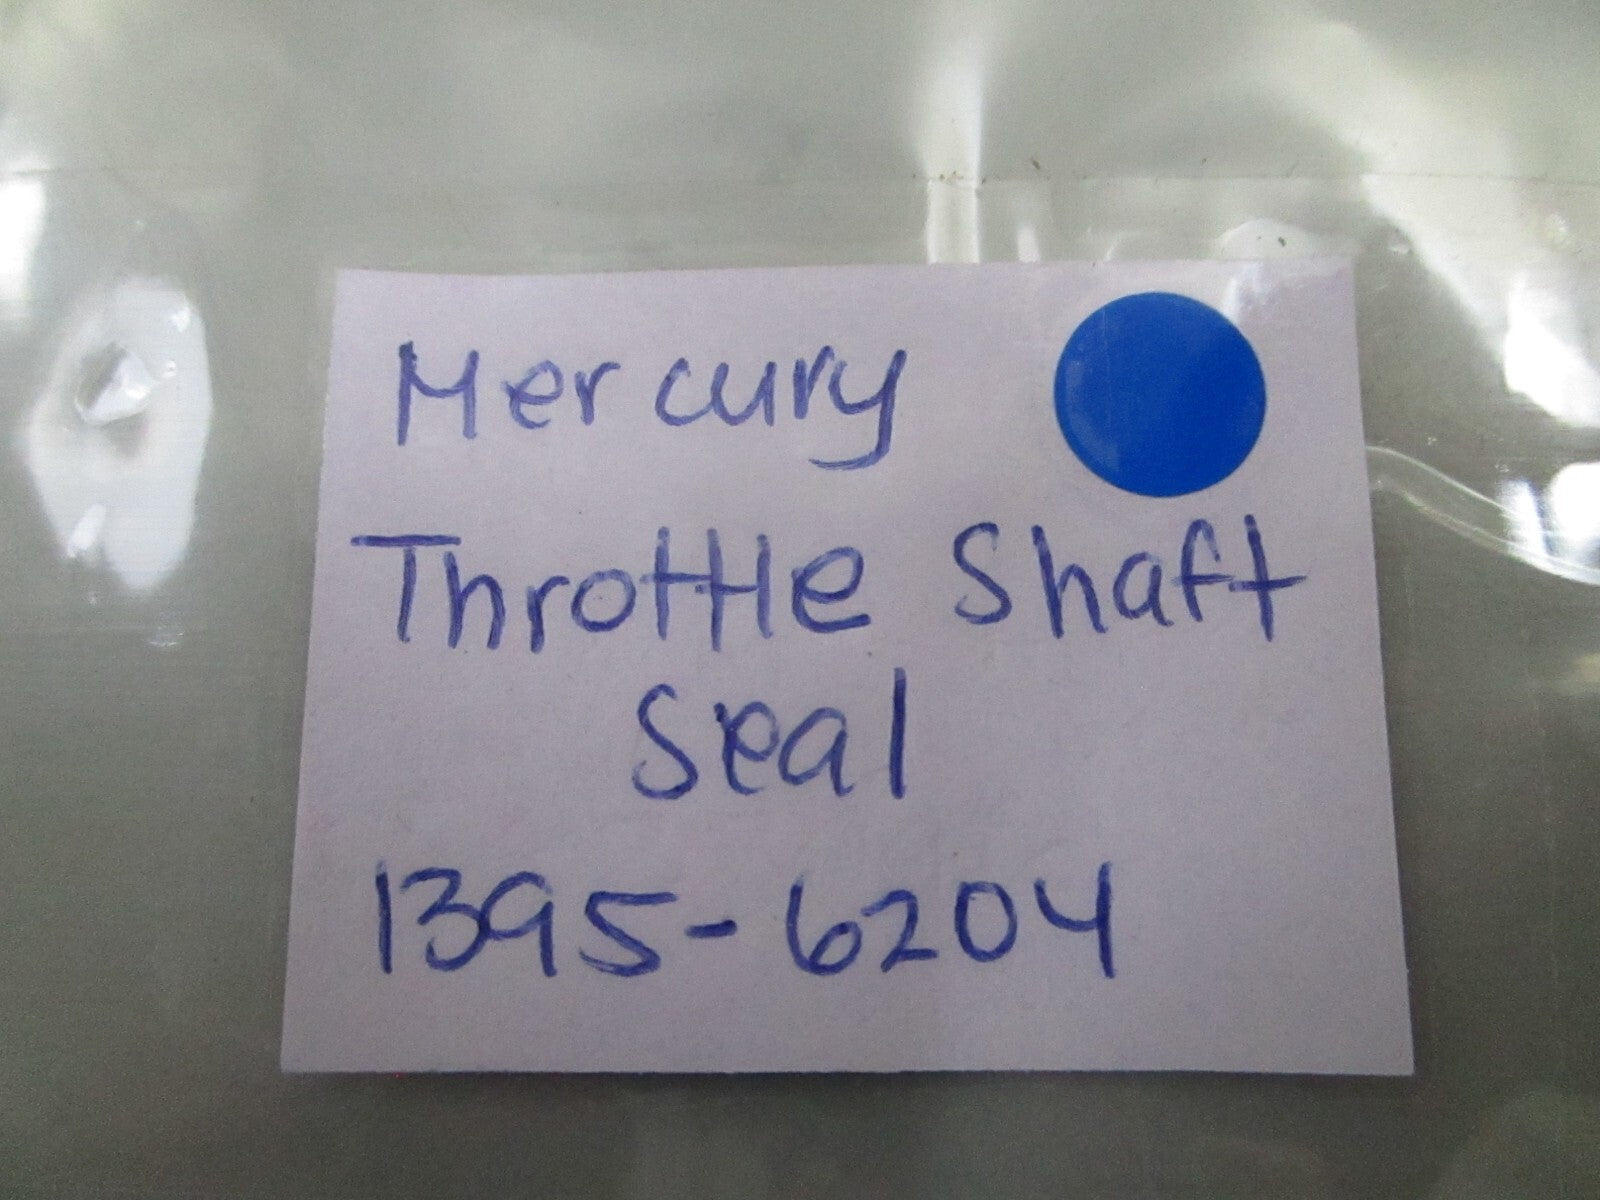 Mercury
Throttle Shaft
Seal
1395-6204